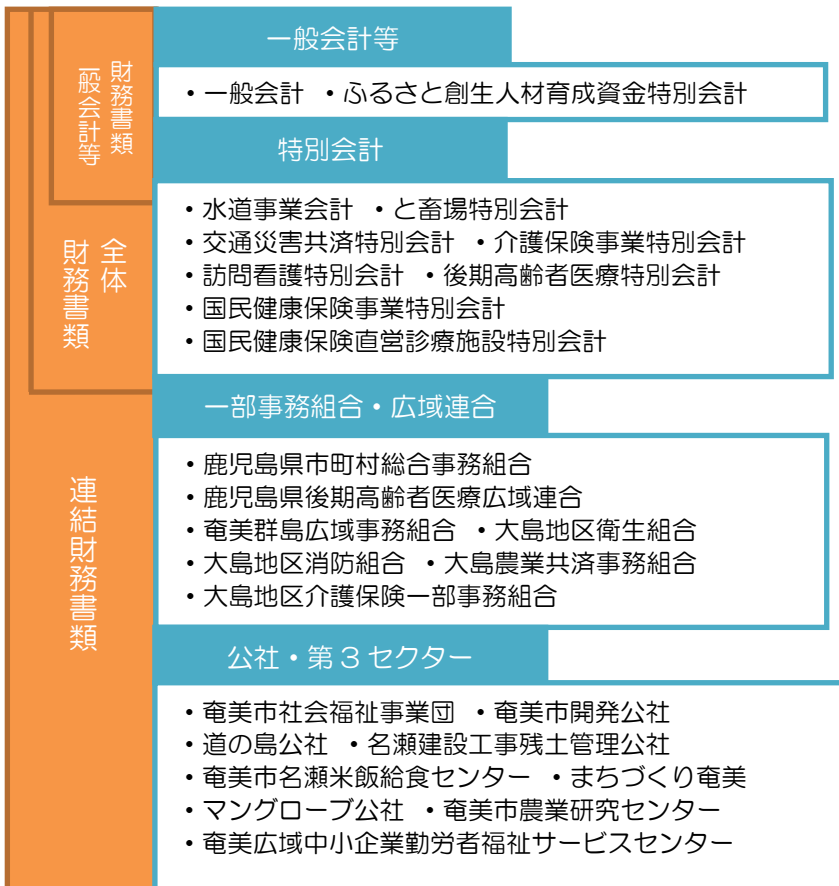 一般会計等
財務書類
一般会計等
・一般会計 ・ふるさと創生人材育成資金特別会計
特別会計
全体
財務書類
・水道事業会計 ・と畜場特別会計
・交通災害共済特別会計 ・介護保険事業特別会計
・訪問看護特別会計 ・後期高齢者医療特別会計
・国民健康保険事業特別会計
・国民健康保険直営診療施設特別会計
一部事務組合・広域連合
連結財務書類
・鹿児島県市町村総合事務組合
・鹿児島県後期高齢者医療広域連合
・奄美群島広域事務組合 ・大島地区衛生組合
・大島地区消防組合 ・大島農業共済事務組合
・大島地区介護保険一部事務組合
公社・第3セクター
・奄美市社会福祉事業団 ・奄美市開発公社
・道の島公社 ・名瀬建設工事残土管理公社
・奄美市名瀬米飯給食センター ・まちづくり奄美
・マングローブ公社 ・奄美市農業研究センター
・奄美広域中小企業勤労者福祉サービスセンター